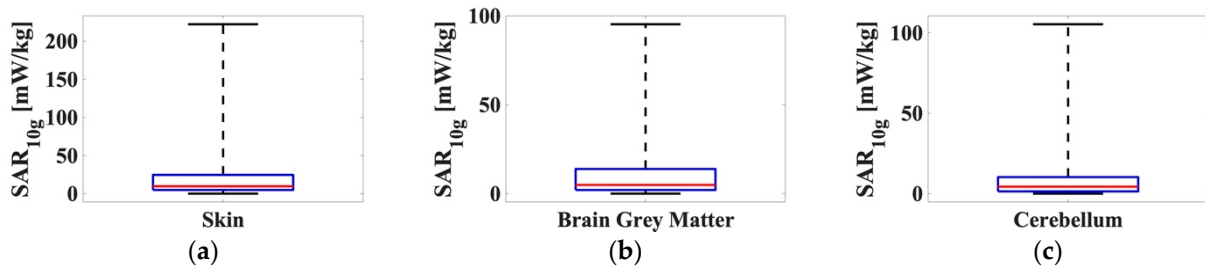 SAR10g [mW/kg]
200
150
100
50
0
Skin
(a)
SAR10g [mW/kg]
100
50
0
Brain Grey Matter
(b)
SAR10g [mW/kg]
100
50
0
Cerebellum
(c)